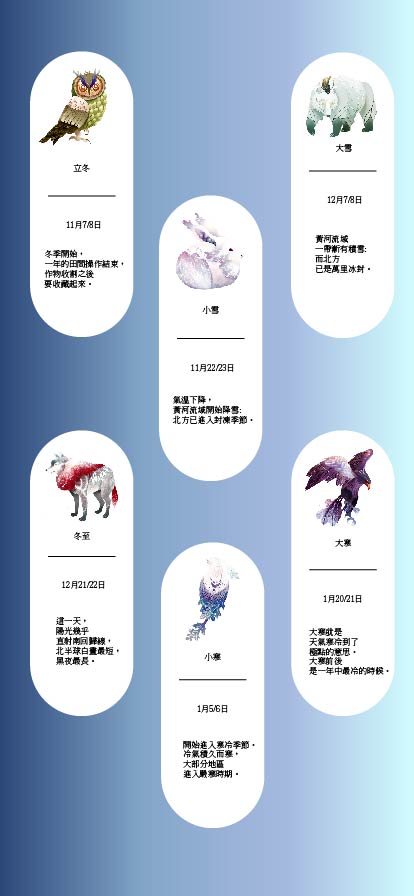 立冬
11月7/8日
冬季開始，
一年的田間操作結束，
作物收割之後
要收藏起來。
小雪
11月22/23日
氣溫下降，
黃河流域開始降雪:
北方已進入封凍季節。
大雪
12月7/8日
黃河流域
一帶漸有積雪:
而北方
已是萬里冰封。
冬至
12月21/22日
這一天，
陽光幾乎
直射南回歸線，
北半球白晝最短，
黑夜最長。
小寒
1月5/6日
開始進入寒冷季節。
冷氣積久而寒，
大部分地區
進入嚴寒時期。
大寒
1月20/21日
大寒就是
天氣寒冷到了
極點的意思。
大寒前後
是一年中最冷的時候。